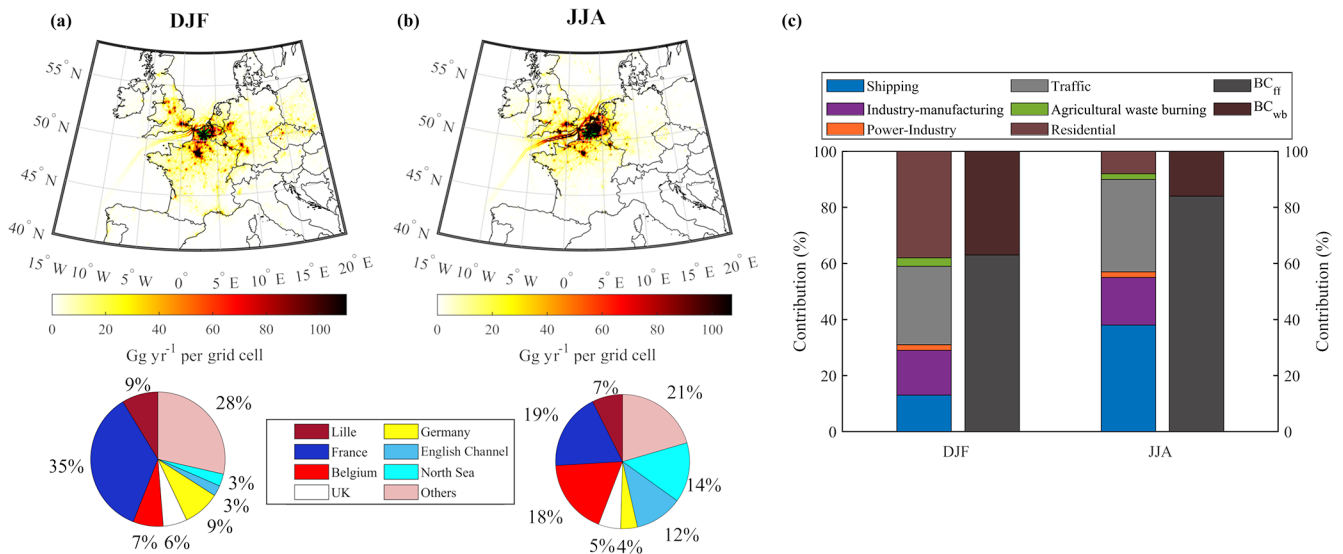 (a) DJF
55° N
50° N
45° N
40° N
15° W 10° W 5° W 0° 5° E 10° E 15° E 20° E
0 20 40 60 80 100
Gg yr⁻¹ per grid cell
(b) JJA
55° N
50° N
45° N
40° N
15° W 10° W 5° W 0° 5° E 10° E 15° E 20° E
0 20 40 60 80 100
Gg yr⁻¹ per grid cell
9%
28%
35%
3%
3%
9%
7% 6%
Lille Germany
France English Channel
Belgium North Sea
UK Others
7%
21%
19%
14%
18%
12%
5% 4%
(c)
Shipping Traffic BCff
Industry-manufacturing Agricultural waste burning BCwb
Power-Industry Residential
100 100
80 80
60 60
40 40
20 20
0 0
Contribution (%)
Contribution (%)
DJF JJA